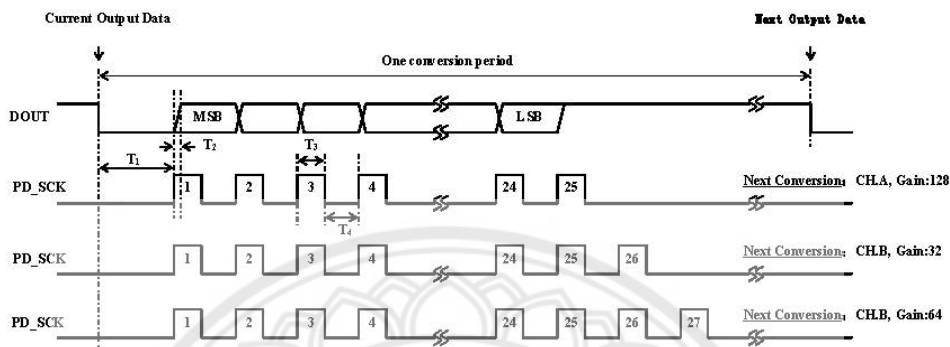 Current Output Data
Next Output Data
One conversion period
DOUT
MSB
LSB
T1
T2
T3
PD_SCK
1
2
3
4
24
25
Next Conversion: CH.A, Gain:128
T4
PD_SCK
1
2
3
4
24
25
26
Next Conversion: CH.B, Gain:32
PD_SCK
1
2
3
4
24
25
26
27
Next Conversion: CH.B, Gain:64